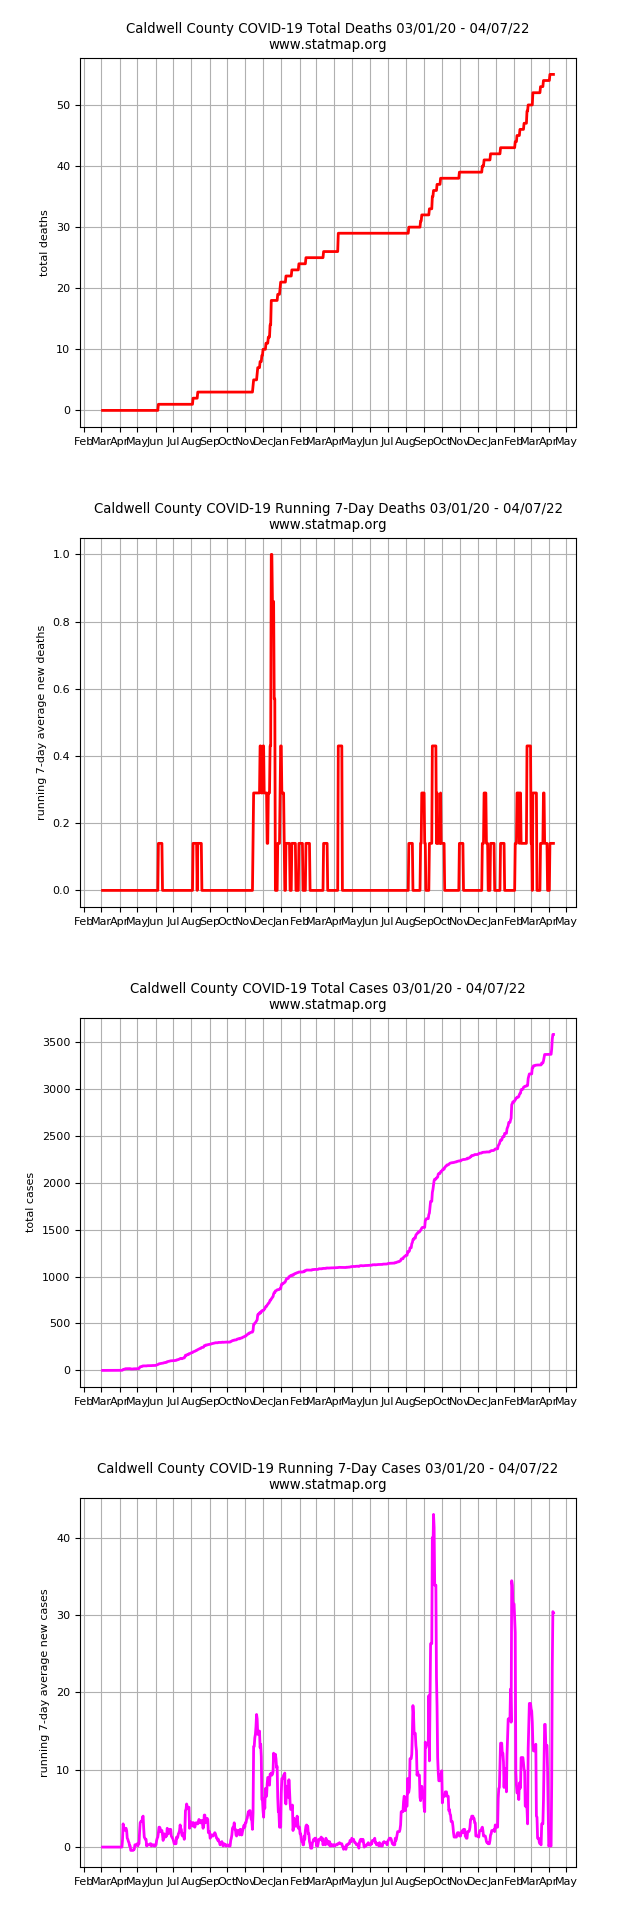 Caldwell County COVID-19 Total Deaths 03/01/20 - 04/07/22
www.statmap.org
50
40
30
20
10
0
total deaths
Feb Mar Apr May Jun Jul Aug Sep Oct Nov Dec Jan Feb Mar Apr May Jun Jul Aug Sep Oct Nov Dec Jan Feb Mar Apr May
Caldwell County COVID-19 Running 7-Day Deaths 03/01/20 - 04/07/22
www.statmap.org
1.0
0.8
0.6
0.4
0.2
0.0
running 7-day average new deaths
Feb Mar Apr May Jun Jul Aug Sep Oct Nov Dec Jan Feb Mar Apr May Jun Jul Aug Sep Oct Nov Dec Jan Feb Mar Apr May
Caldwell County COVID-19 Total Cases 03/01/20 - 04/07/22
www.statmap.org
3500
3000
2500
2000
1500
1000
500
0
total cases
Feb Mar Apr May Jun Jul Aug Sep Oct Nov Dec Jan Feb Mar Apr May Jun Jul Aug Sep Oct Nov Dec Jan Feb Mar Apr May
Caldwell County COVID-19 Running 7-Day Cases 03/01/20 - 04/07/22
www.statmap.org
40
30
20
10
0
running 7-day average new cases
Feb Mar Apr May Jun Jul Aug Sep Oct Nov Dec Jan Feb Mar Apr May Jun Jul Aug Sep Oct Nov Dec Jan Feb Mar Apr May